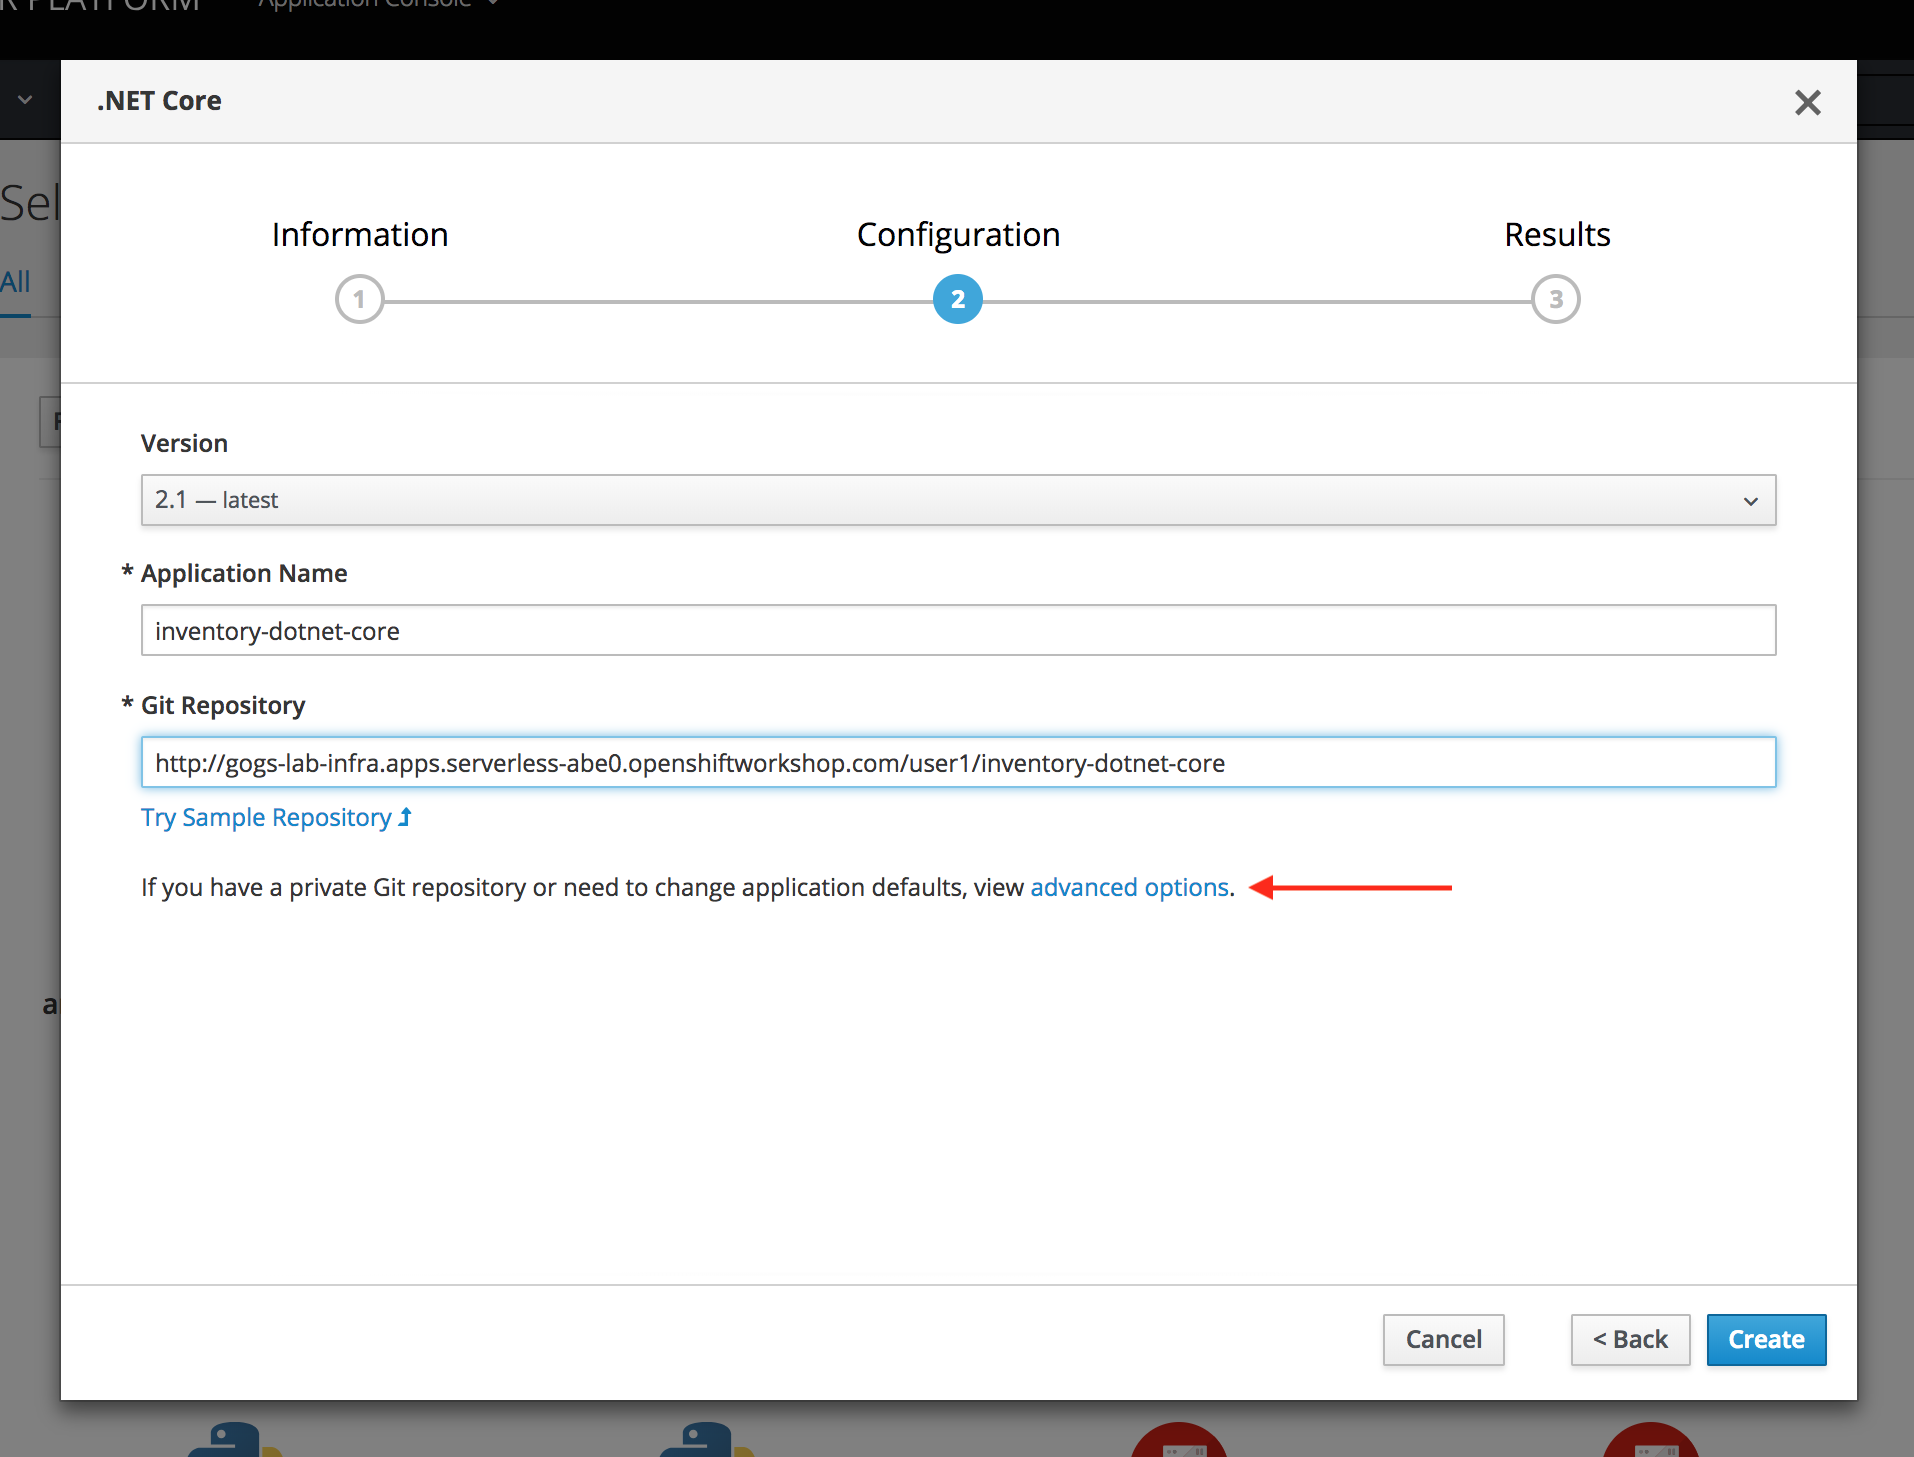 PLATFORM
Application Console
.NET Core
Sel
All
Information
Configuration
Results
1
2
3
Version
2.1 — latest
* Application Name
inventory-dotnet-core
* Git Repository
http://gogs-lab-infra.apps.serverless-abe0.openshiftworkshop.com/user1/inventory-dotnet-core
Try Sample Repository
If you have a private Git repository or need to change application defaults, view advanced options.
Cancel
< Back
Create